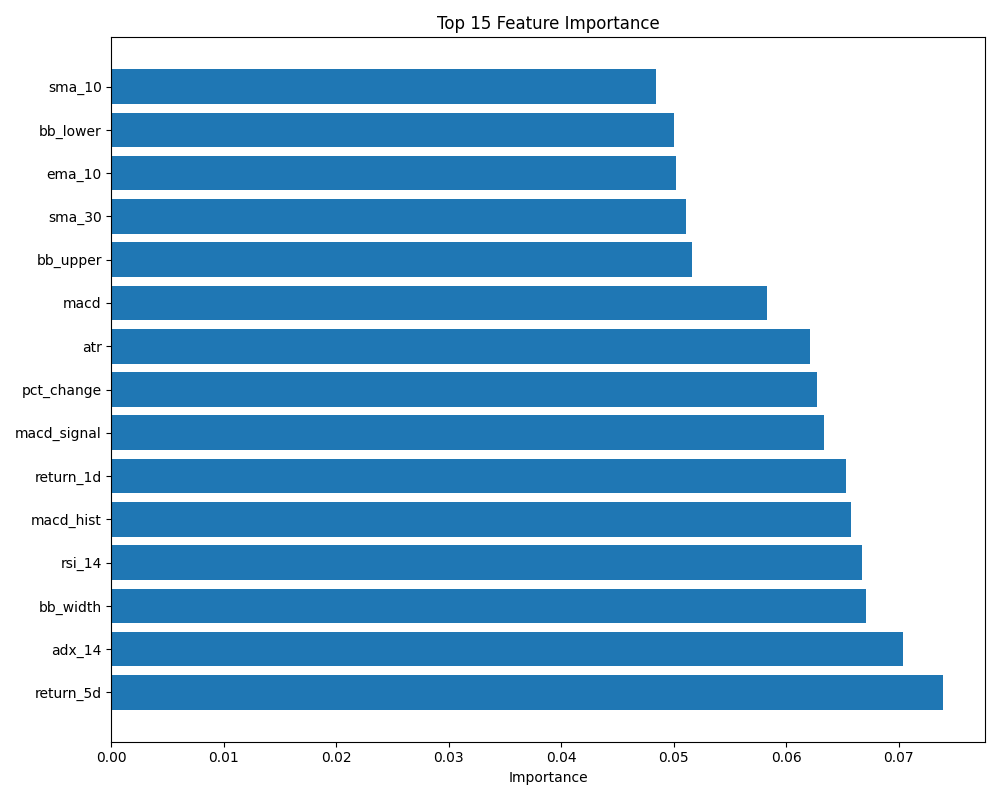 Top 15 Feature Importance
sma_10
bb_lower
ema_10
sma_30
bb_upper
macd
atr
pct_change
macd_signal
return_1d
macd_hist
rsi_14
bb_width
adx_14
return_5d
0.00 0.01 0.02 0.03 0.04 0.05 0.06 0.07
Importance